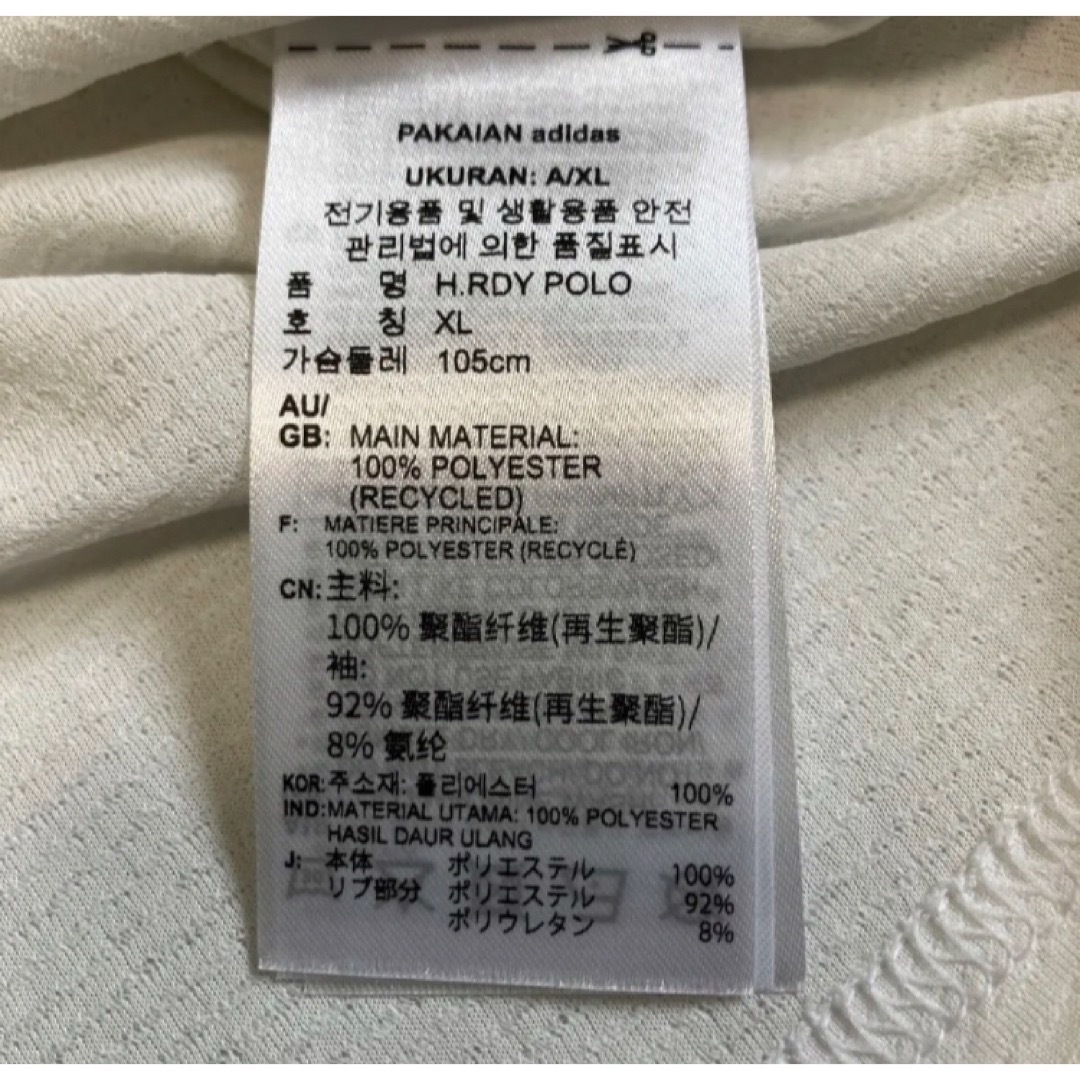 PAKAIAN adidas
UKURAN: A/XL
전기용품 및 생활용품 안전
관리법에 의한 품질표시
품 명 H.RDY POLO
호 칭 XL
가슴둘레 105cm
AU/
GB: MAIN MATERIAL:
100% POLYESTER
(RECYCLED)
F: MATIERE PRINCIPALE:
100% POLYESTER (RECYCLÉ)
CN: 主料:
100% 聚酯纤维(再生聚酯)/
袖:
92% 聚酯纤维(再生聚酯)/
8% 氨纶
KOR: 주소재: 폴리에스터 100%
IND: MATERIAL UTAMA: 100% POLYESTER
HASIL DAUR ULANG
J: 本体 ポリエステル 100%
リブ部分 ポリエステル 92%
ポリウレタン 8%